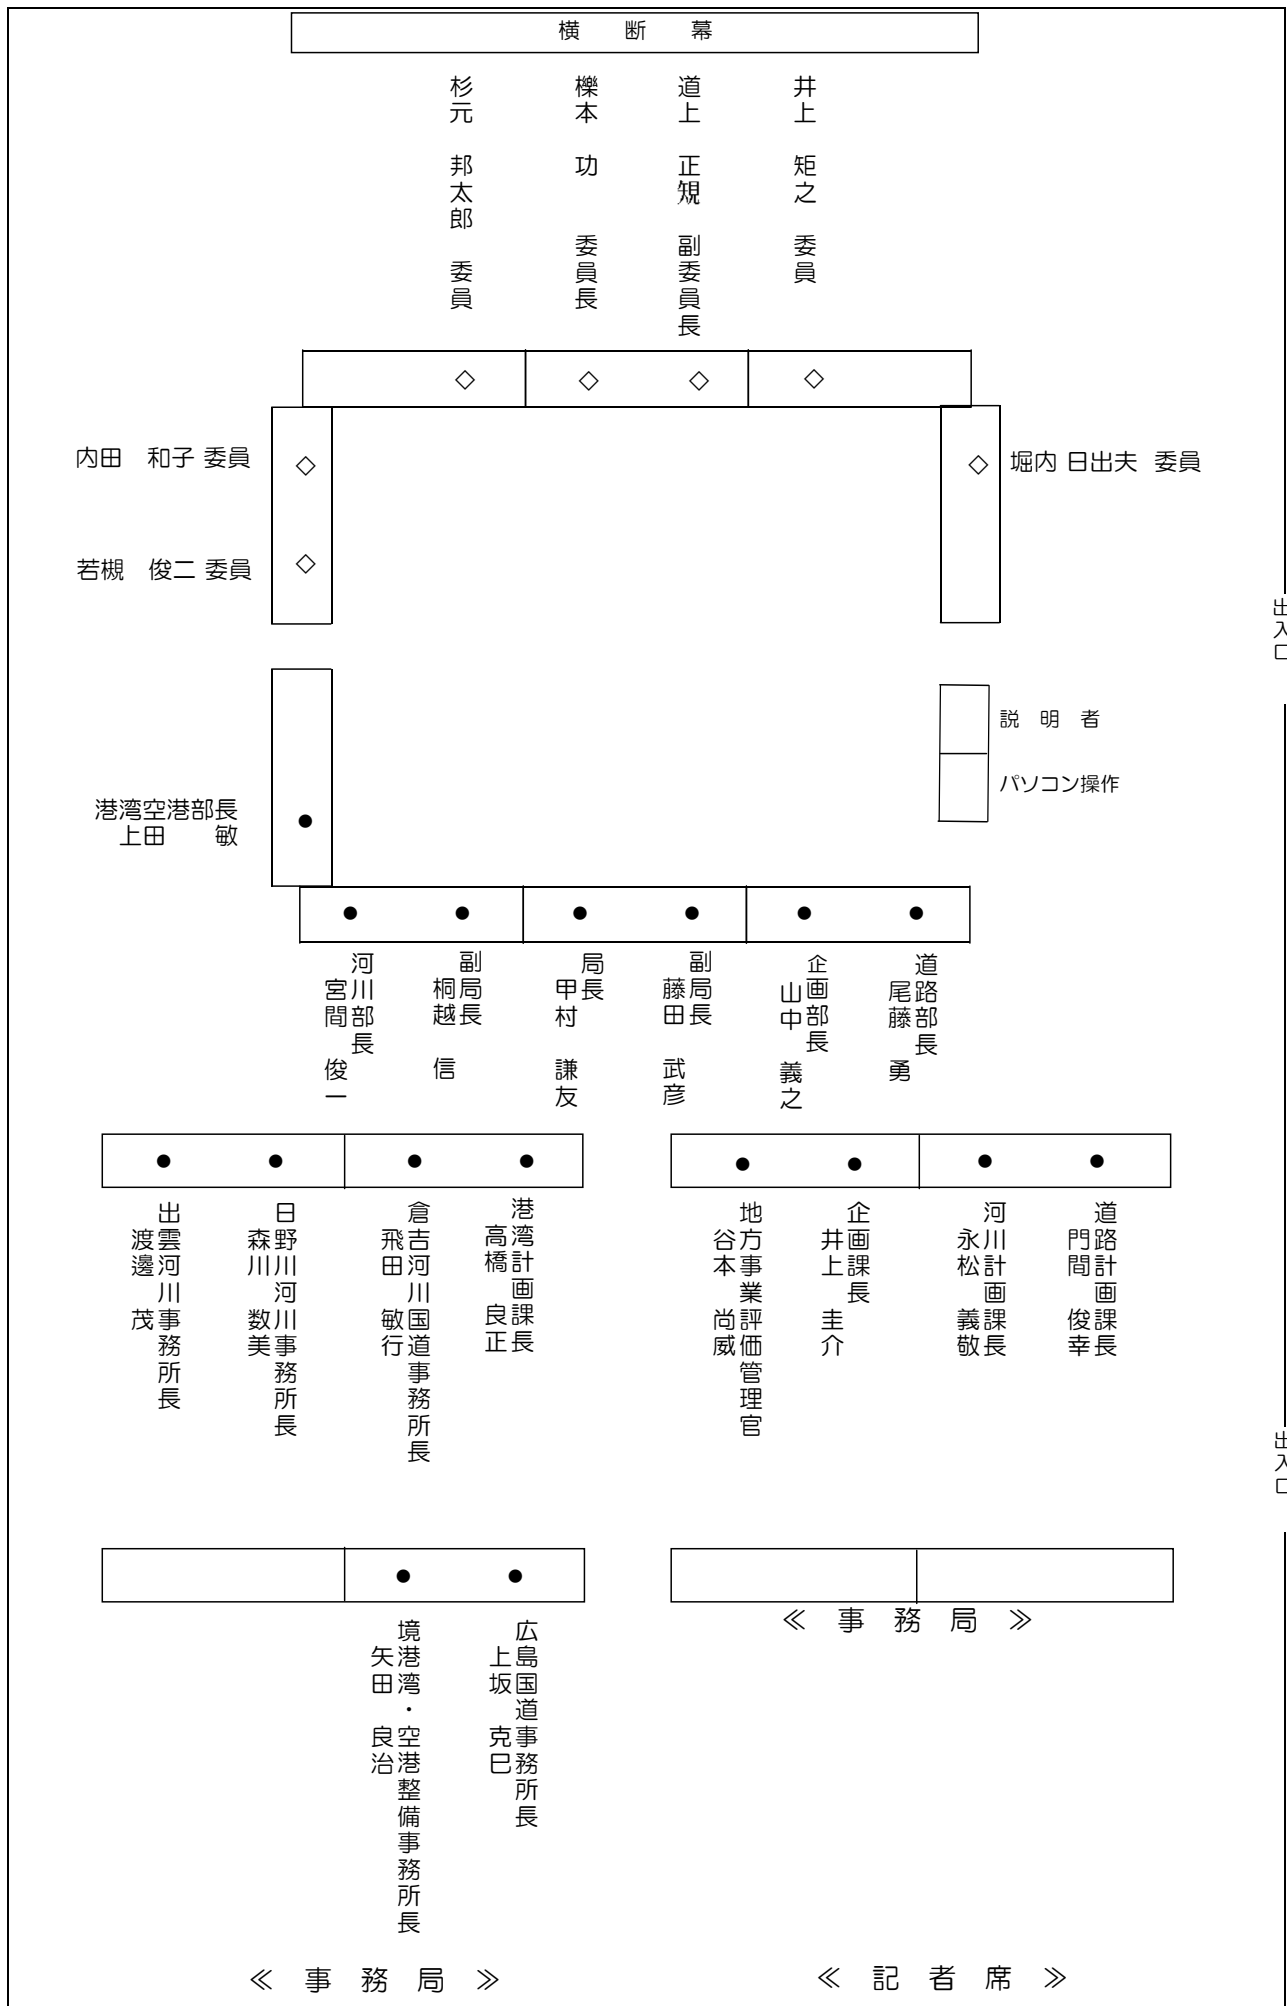 横　断　幕
杉元　邦太郎　委員
櫟本　功　　委員長
道上　正䂓　副委員長
井上　矩之　委員
内田　和子 委員
堀内 日出夫 委員
若槻　俊二 委員
出入口
説　明　者
パソコン操作
港湾空港部長
上田　　敏
河川部長
宮間　俊一
副局長
桐越　信
局長
甲村　謙友
副局長
藤田　武彦
企画部長
山中　義之
道路部長
尾藤　勇
出雲河川事務所長
渡邊　茂
日野川河川事務所長
森川　数美
倉吉河川国道事務所長
飛田　敏行
港湾計画課長
高橋　良正
地方事業評価管理官
谷本　尚威
企画課長
井上　圭介
河川計画課長
永松　義敬
道路計画課長
門間　俊幸
出入口
境港湾・空港整備事務所長
矢田　良治
広島国道事務所長
上坂　克巳
≪　事　務　局　≫
≪　事　務　局　≫
≪　記　者　席　≫